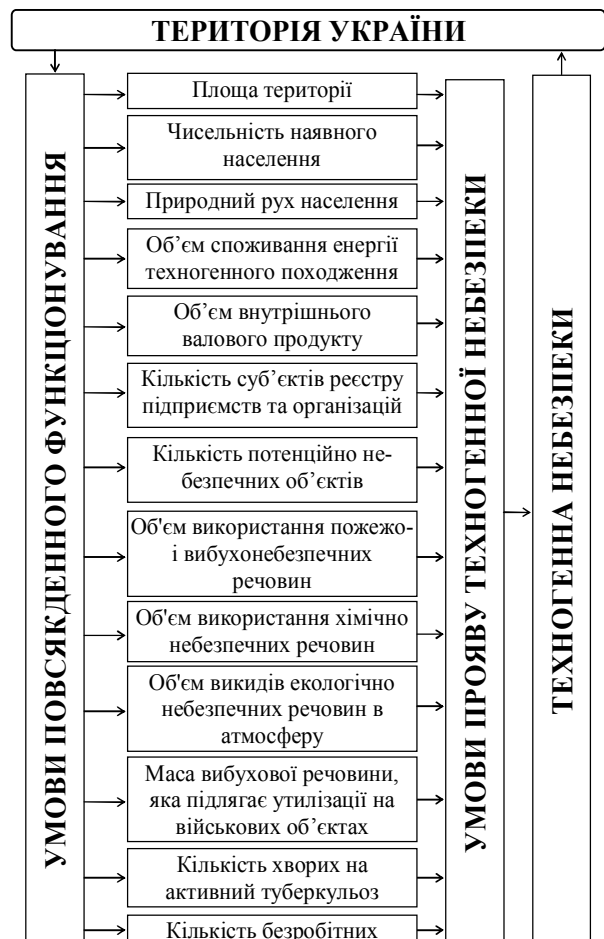 ТЕРИТОРІЯ УКРАЇНИ
УМОВИ ПОВСЯКДЕННОГО ФУНКЦІОНУВАННЯ
Площа території
Чисельність наявного
населення
Природний рух населення
Об’єм споживання енергії
техногенного походження
Об’єм внутрішнього
валового продукту
Кількість суб’єктів реєстру
підприємств та організацій
Кількість потенційно не-
безпечних об’єктів
Об'єм використання пожежо-
і вибухонебезпечних
речовин
Об'єм використання хімічно
небезпечних речовин
Об'єм викидів екологічно
небезпечних речовин в
атмосферу
Маса вибухової речовини,
яка підлягає утилізації на
військових об’єктах
Кількість хворих на
активний туберкульоз
Кількість безробітних
УМОВИ ПРОЯВУ ТЕХНОГЕННОЇ НЕБЕЗПЕКИ
ТЕХНОГЕННА НЕБЕЗПЕКИ